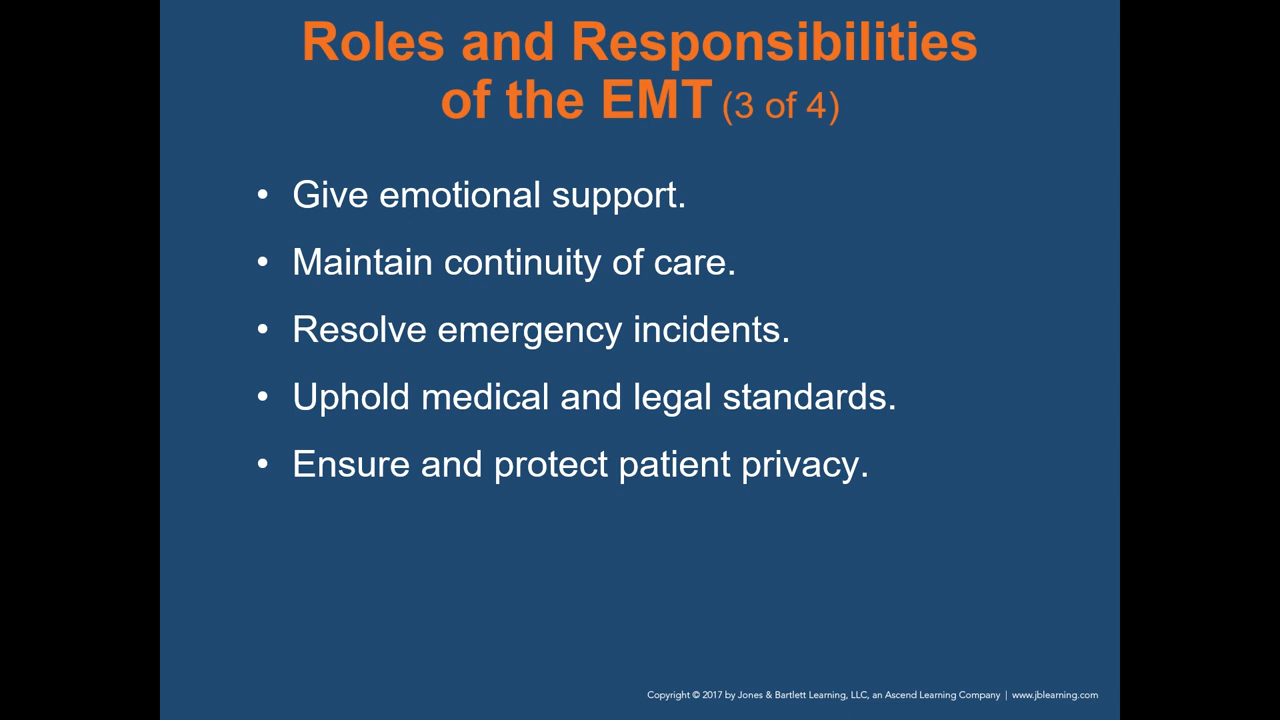 Roles and Responsibilities
of the EMT (3 of 4)
• Give emotional support.
• Maintain continuity of care.
• Resolve emergency incidents.
• Uphold medical and legal standards.
• Ensure and protect patient privacy.
Copyright © 2017 by Jones & Bartlett Learning, LLC, an Ascend Learning Company | www.jblearning.com